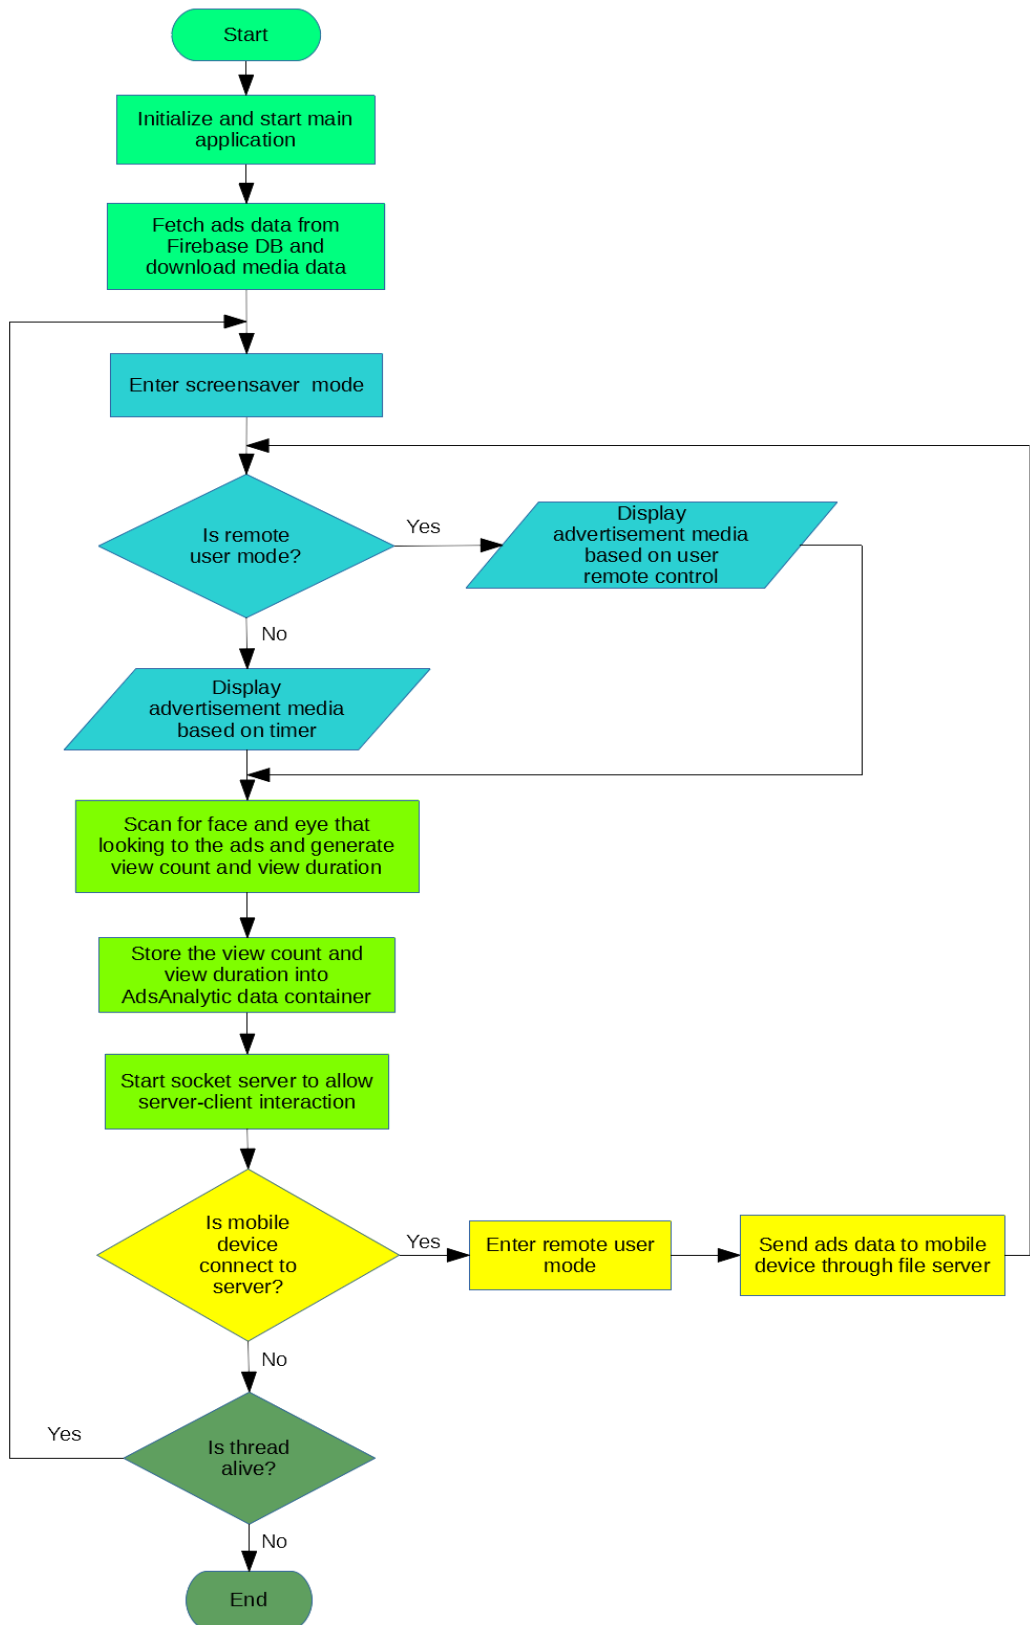 Start
Initialize and start main
application
Fetch ads data from
Firebase DB and
download media data
Enter screensaver  mode
Is remote
user mode?
Yes
Display
advertisement media
based on user
remote control
No
Display
advertisement media
based on timer
Scan for face and eye that
looking to the ads and generate
view count and view duration
Store the view count and
view duration into
AdsAnalytic data container
Start socket server to allow
server-client interaction
Is mobile
device
connect to
server?
Yes
Enter remote user
mode
Send ads data to mobile
device through file server
No
Is thread
alive?
Yes
No
End